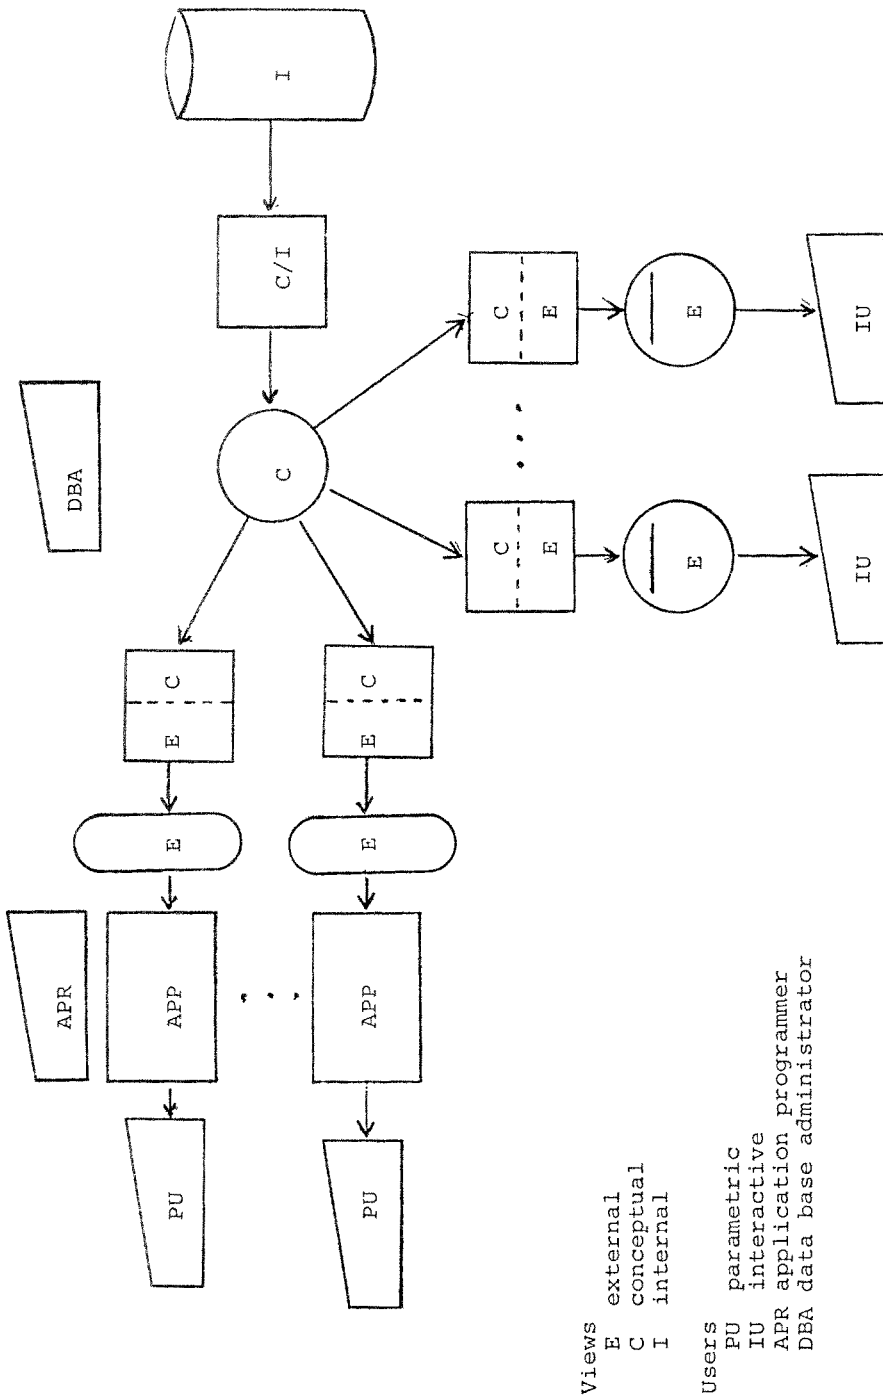 APR
DBA
PU
APP
E
E
C
C
C/I
I
PU
APP
E
E
C
C
C
E
E
E
E
IU
IU
Views
E external
C conceptual
I internal
Users
PU parametric
IU interactive
APR application programmer
DBA data base administrator